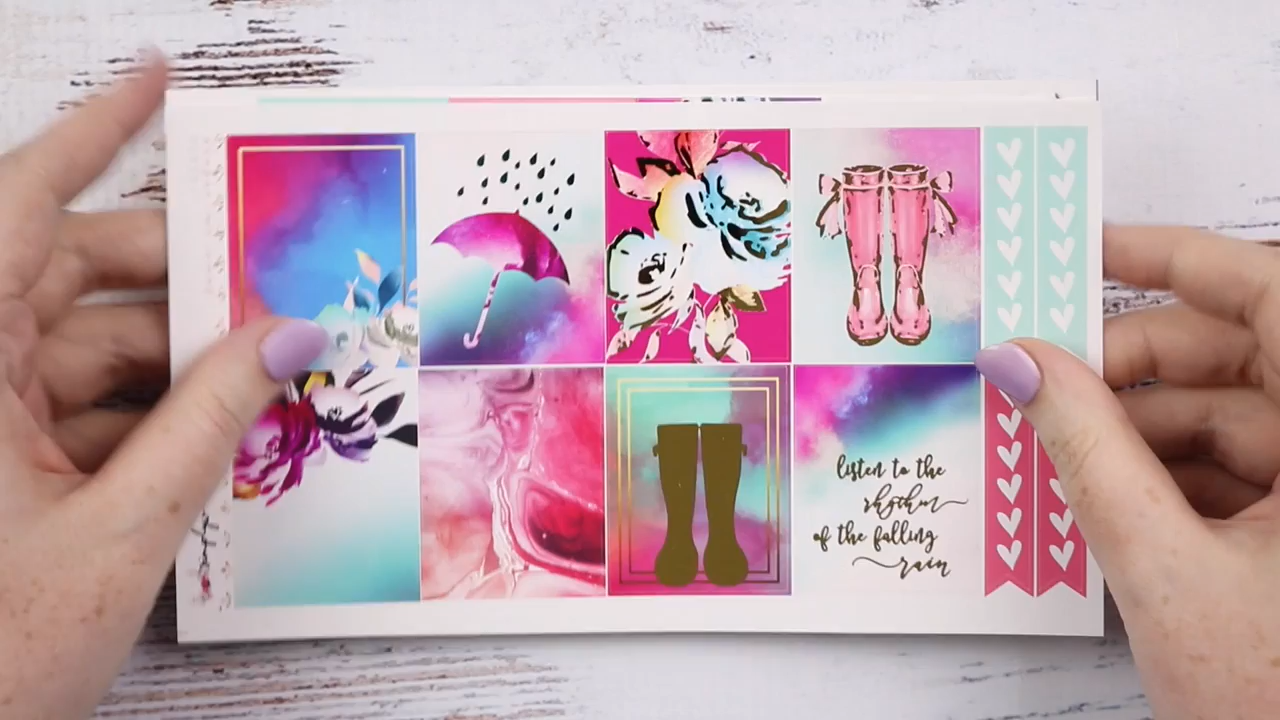 listen to the
rhythm
of the falling
rain